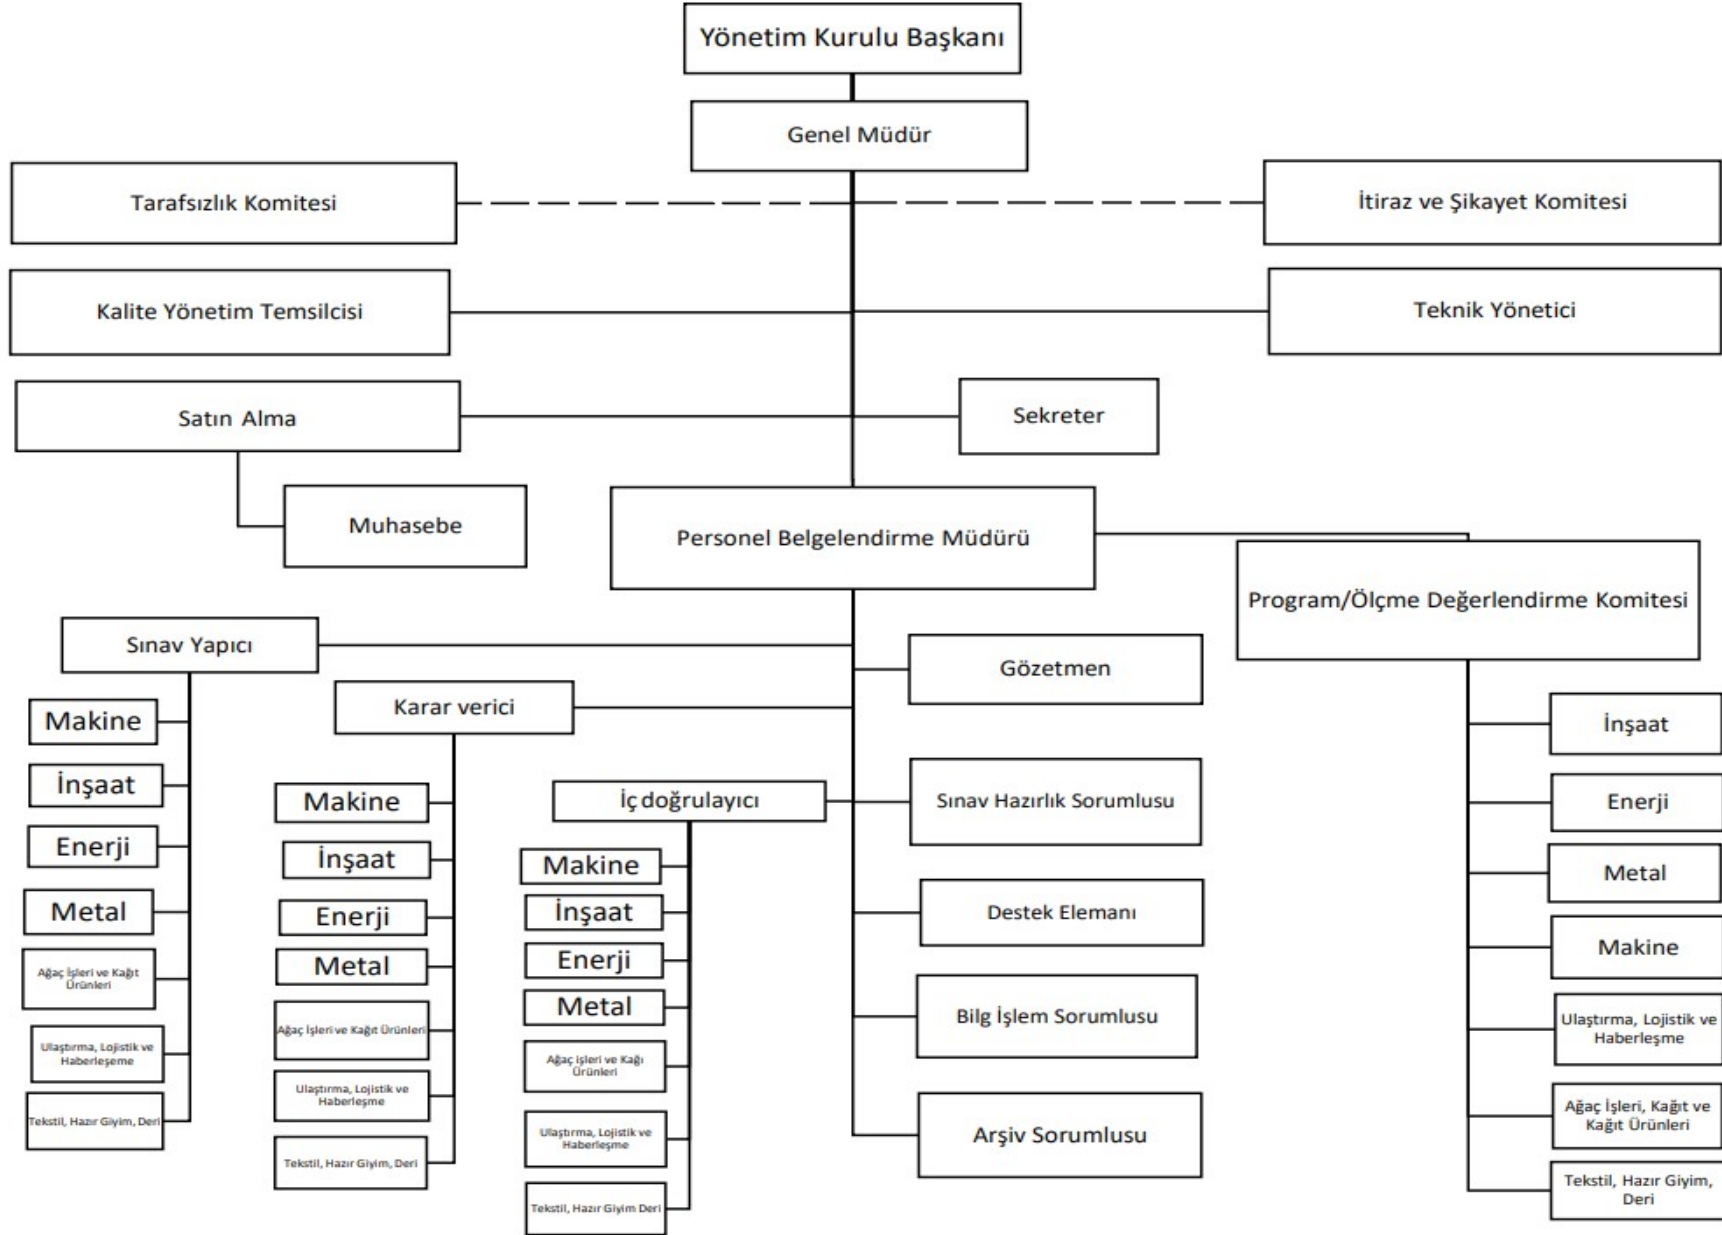 Yönetim Kurulu Başkanı
Genel Müdür
Tarafsızlık Komitesi
İtiraz ve Şikayet Komitesi
Kalite Yönetim Temsilcisi
Teknik Yönetici
Satın Alma
Sekreter
Muhasebe
Personel Belgelendirme Müdürü
Program/Ölçme Değerlendirme Komitesi
Sınav Yapıcı
Makine
İnşaat
Enerji
Metal
Ağaç İşleri ve Kağıt
Ürünleri
Ulaştırma, Lojistik ve
Haberleşeme
Tekstil, Hazır Giyim, Deri
Karar verici
Makine
İnşaat
Enerji
Metal
Ağaç İşleri ve Kağıt Ürünleri
Ulaştırma, Lojistik ve
Haberleşme
Tekstil, Hazır Giyim, Deri
İç doğrulayıcı
Makine
İnşaat
Enerji
Metal
Ağaç işleri ve Kağı
Ürünleri
Ulaştırma, Lojistik ve
Haberleşme
Tekstil, Hazır Giyim Deri
Gözetmen
Sınav Hazırlık Sorumlusu
Destek Elemanı
Bilg İşlem Sorumlusu
Arşiv Sorumlusu
İnşaat
Enerji
Metal
Makine
Ulaştırma, Lojistik ve
Haberleşme
Ağaç İşleri, Kağıt ve
Kağıt Ürünleri
Tekstil, Hazır Giyim,
Deri